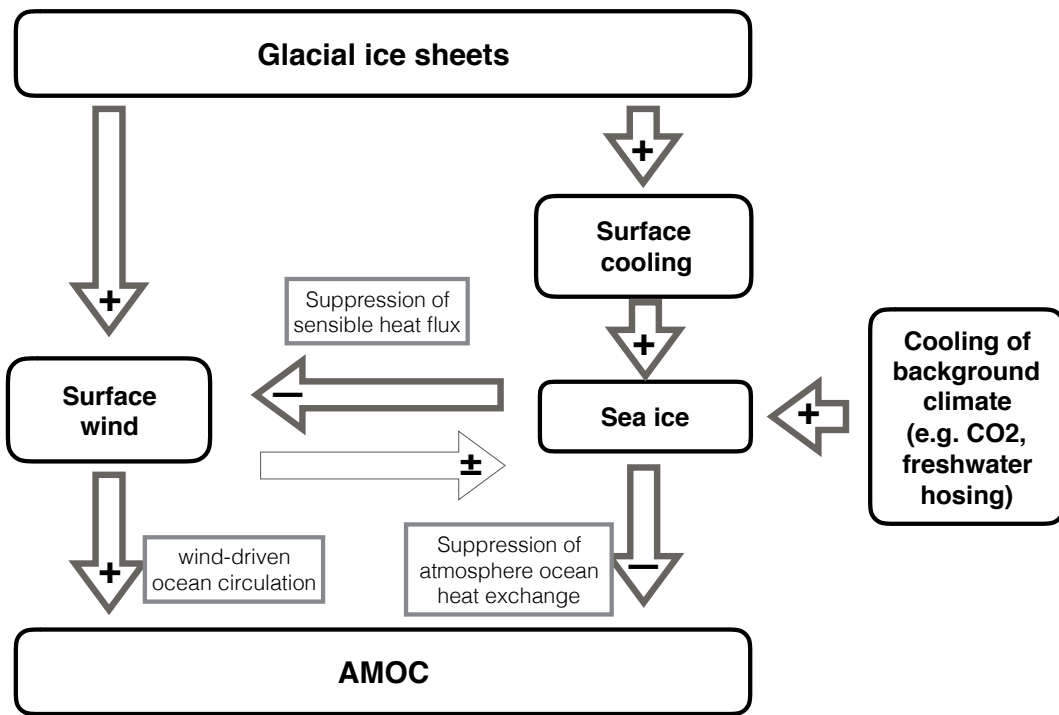 Glacial ice sheets
+
+
Surface
cooling
Suppression of
sensible heat flux
+
+
Surface
wind
−
Sea ice
+
Cooling of
background
climate
(e.g. CO2,
freshwater
hosing)
±
+
wind-driven
ocean circulation
Suppression of
atmosphere ocean
heat exchange
−
AMOC